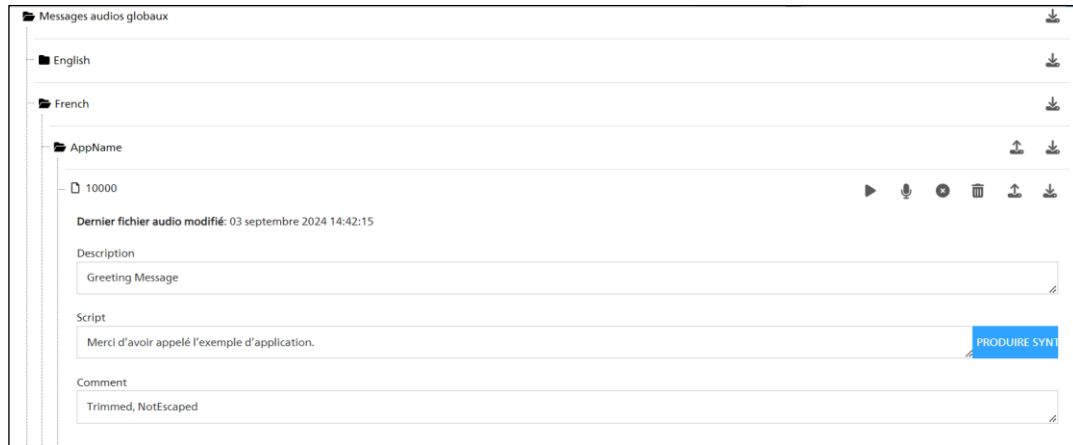 Messages audios globaux
English
French
AppName
10000
Dernier fichier audio modifié: 03 septembre 2024 14:42:15
Description
Greeting Message
Script
Merci d’avoir appelé l’exemple d’application.
PRODUIRE SYNT
Comment
Trimmed, NotEscaped